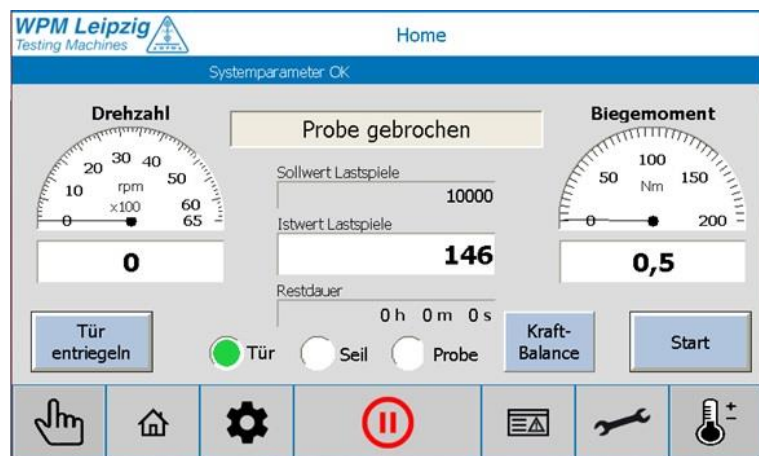 WPM Leipzig
Testing Machines
Home
Systemparameter OK
Drehzahl
10
20
30
40
50
60
0
65
rpm
x100
0
Probe gebrochen
Sollwert Lastspiele
10000
Istwert Lastspiele
146
Restdauer
0 h 0 m 0 s
Biegemoment
0
50
100
150
200
Nm
0,5
Tür
entriegeln
Tür
Seil
Probe
Kraft-
Balance
Start